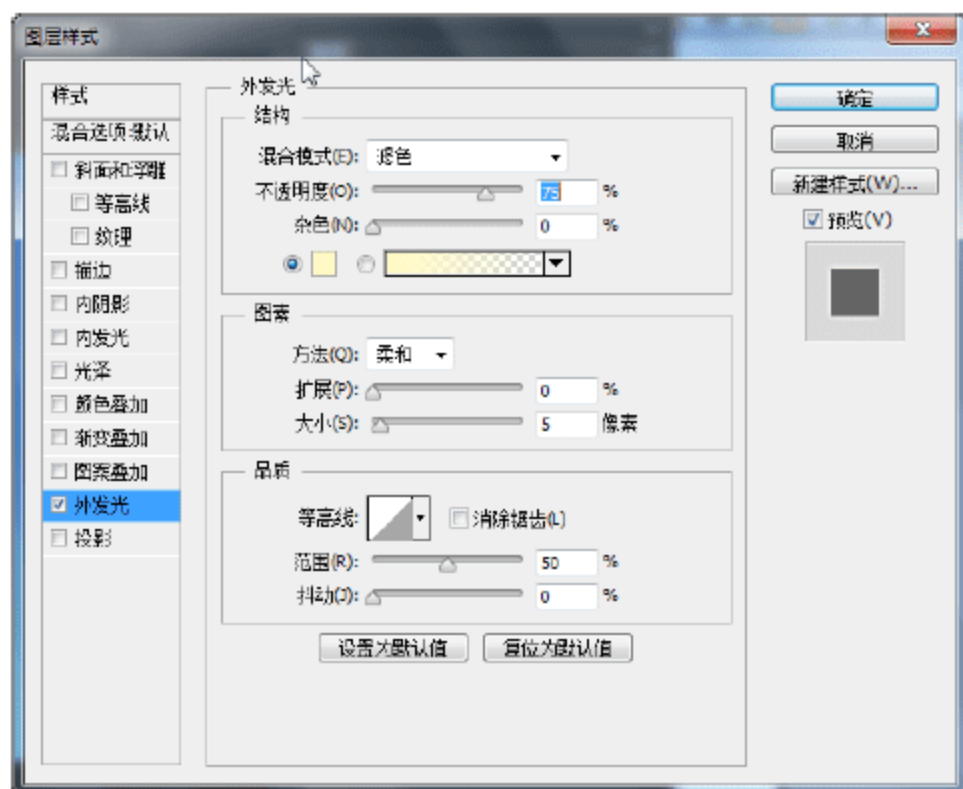 图层样式
样式
混合选项:默认
斜面和浮雕
等高线
纹理
描边
内阴影
内发光
光泽
颜色叠加
渐变叠加
图案叠加
外发光
投影
外发光
结构
混合模式(E): 滤色
不透明度(O): 75 %
杂色(N): 0 %
图素
方法(Q): 柔和
扩展(P): 0 %
大小(S): 5 像素
品质
等高线: 消除锯齿(L)
范围(R): 50 %
抖动(J): 0 %
设置为默认值 复位为默认值
确定
取消
新建样式(W)...
预览(V)